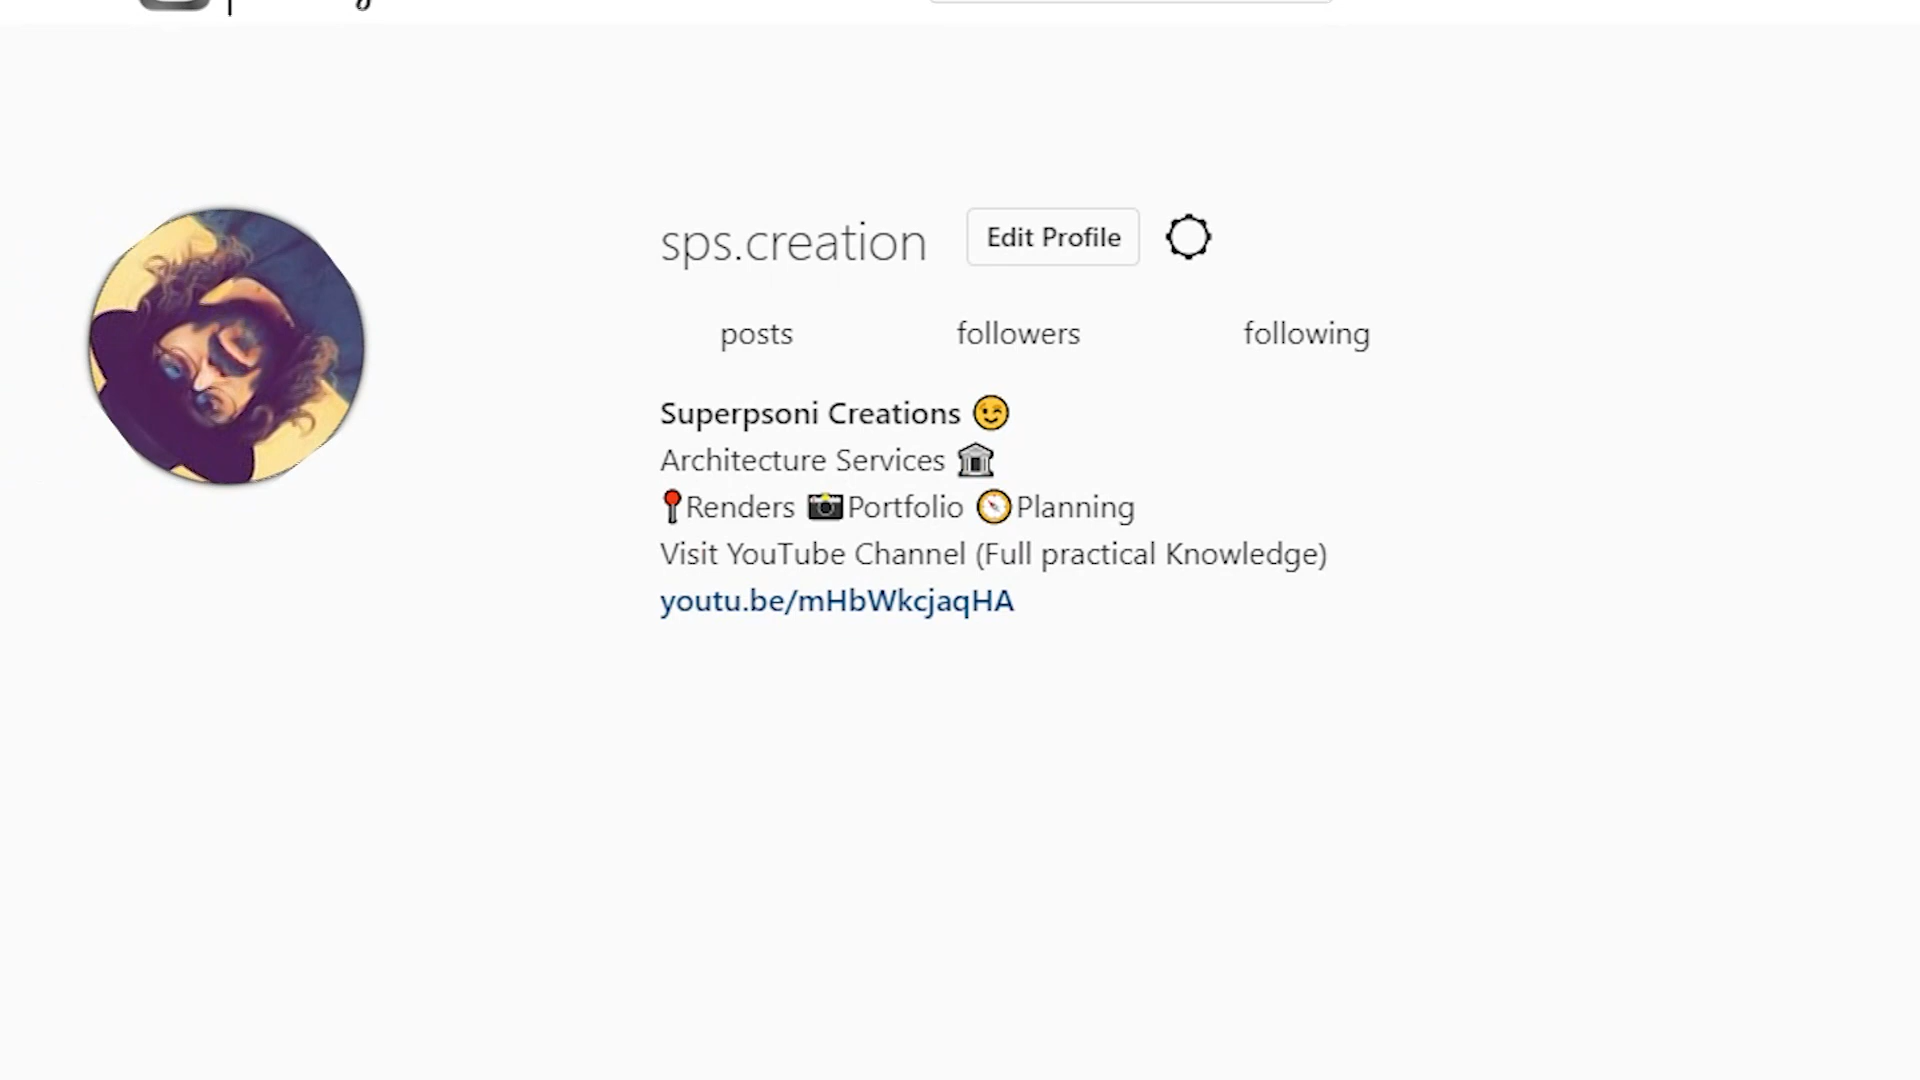 sps.creation Edit Profile
posts followers following
Superpsoni Creations 😉
Architecture Services 🏛
📍Renders 📸Portfolio 🧭Planning
Visit YouTube Channel (Full practical Knowledge)
youtu.be/mHbWkcjaqHA